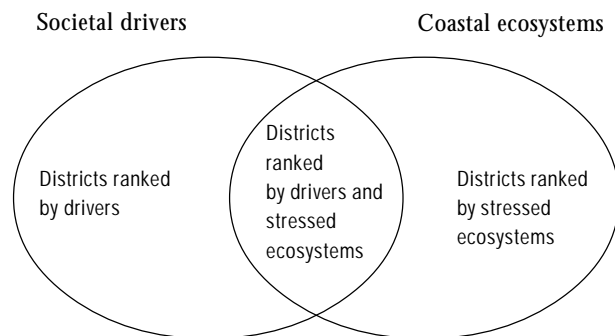 Societal drivers
Coastal ecosystems
Districts ranked
by drivers
Districts
ranked
by drivers and
stressed
ecosystems
Districts ranked
by stressed
ecosystems